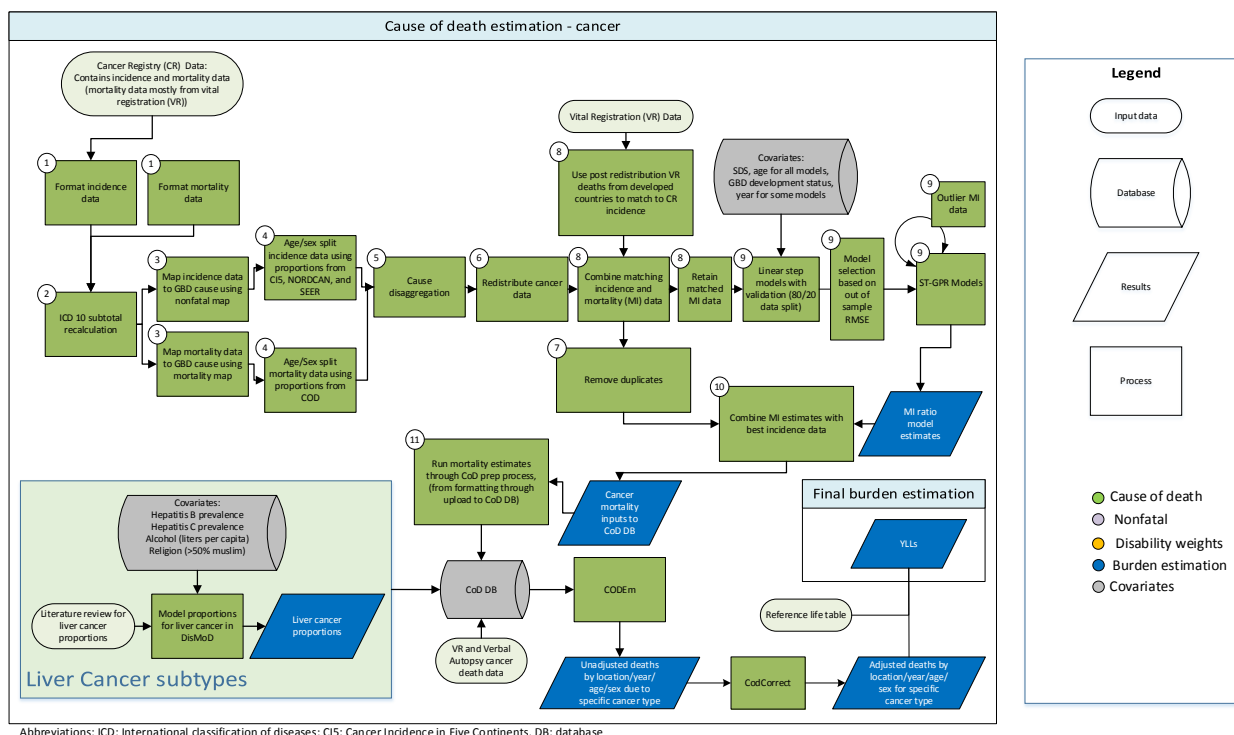 Cause of death estimation - cancer
Cancer Registry (CR) Data:
Contains incidence and mortality data
(mortality data mostly from vital
registration (VR))
1
Format incidence
data
1
Format mortality
data
2
ICD 10 subtotal
recalculation
3
Map incidence data
to GBD cause using
nonfatal map
3
Map mortality data
to GBD cause using
mortality map
4
Age/sex split
incidence data using
proportions from
CI5, NORDCAN, and
SEER
4
Age/Sex split
mortality data using
proportions from
COD
5
Cause
disaggregation
6
Redistribute cancer
data
Vital Registration (VR) Data
8
Use post redistribution VR
deaths from developed
countries to match to CR
incidence
8
Combine matching
incidence and
mortality (MI) data
8
Retain
matched
MI data
Covariates:
SDS, age for all models,
GBD development status,
year for some models
9
Linear step
models with
validation (80/20
data split)
9
Model
selection
based on
out of
sample
RMSE
9
Outlier MI
data
9
ST-GPR Models
7
Remove duplicates
10
Combine MI estimates with
best incidence data
MI ratio
model
estimates
11
Run mortality estimates
through CoD prep process,
(from formatting through
upload to CoD DB)
Cancer
mortality
inputs to
CoD DB
Final burden estimation
YLLs
Covariates:
Hepatitis B prevalence
Hepatitis C prevalence
Alcohol (liters per capita)
Religion (>50% muslim)
Literature review for
liver cancer
proportions
Model proportions
for liver cancer in
DisMoD
Liver cancer
proportions
Liver Cancer subtypes
CoD DB
CODEm
VR and Verbal
Autopsy cancer
death data
Reference life table
Unadjusted deaths
by location/year/
age/sex due to
specific cancer type
CodCorrect
Adjusted deaths by
location/year/age/
sex for specific
cancer type
Legend
Input data
Database
Results
Process
Cause of death
Nonfatal
Disability weights
Burden estimation
Covariates
Abbreviations: ICD: International classification of diseases; CI5: Cancer Incidence in Five Continents, DB: database